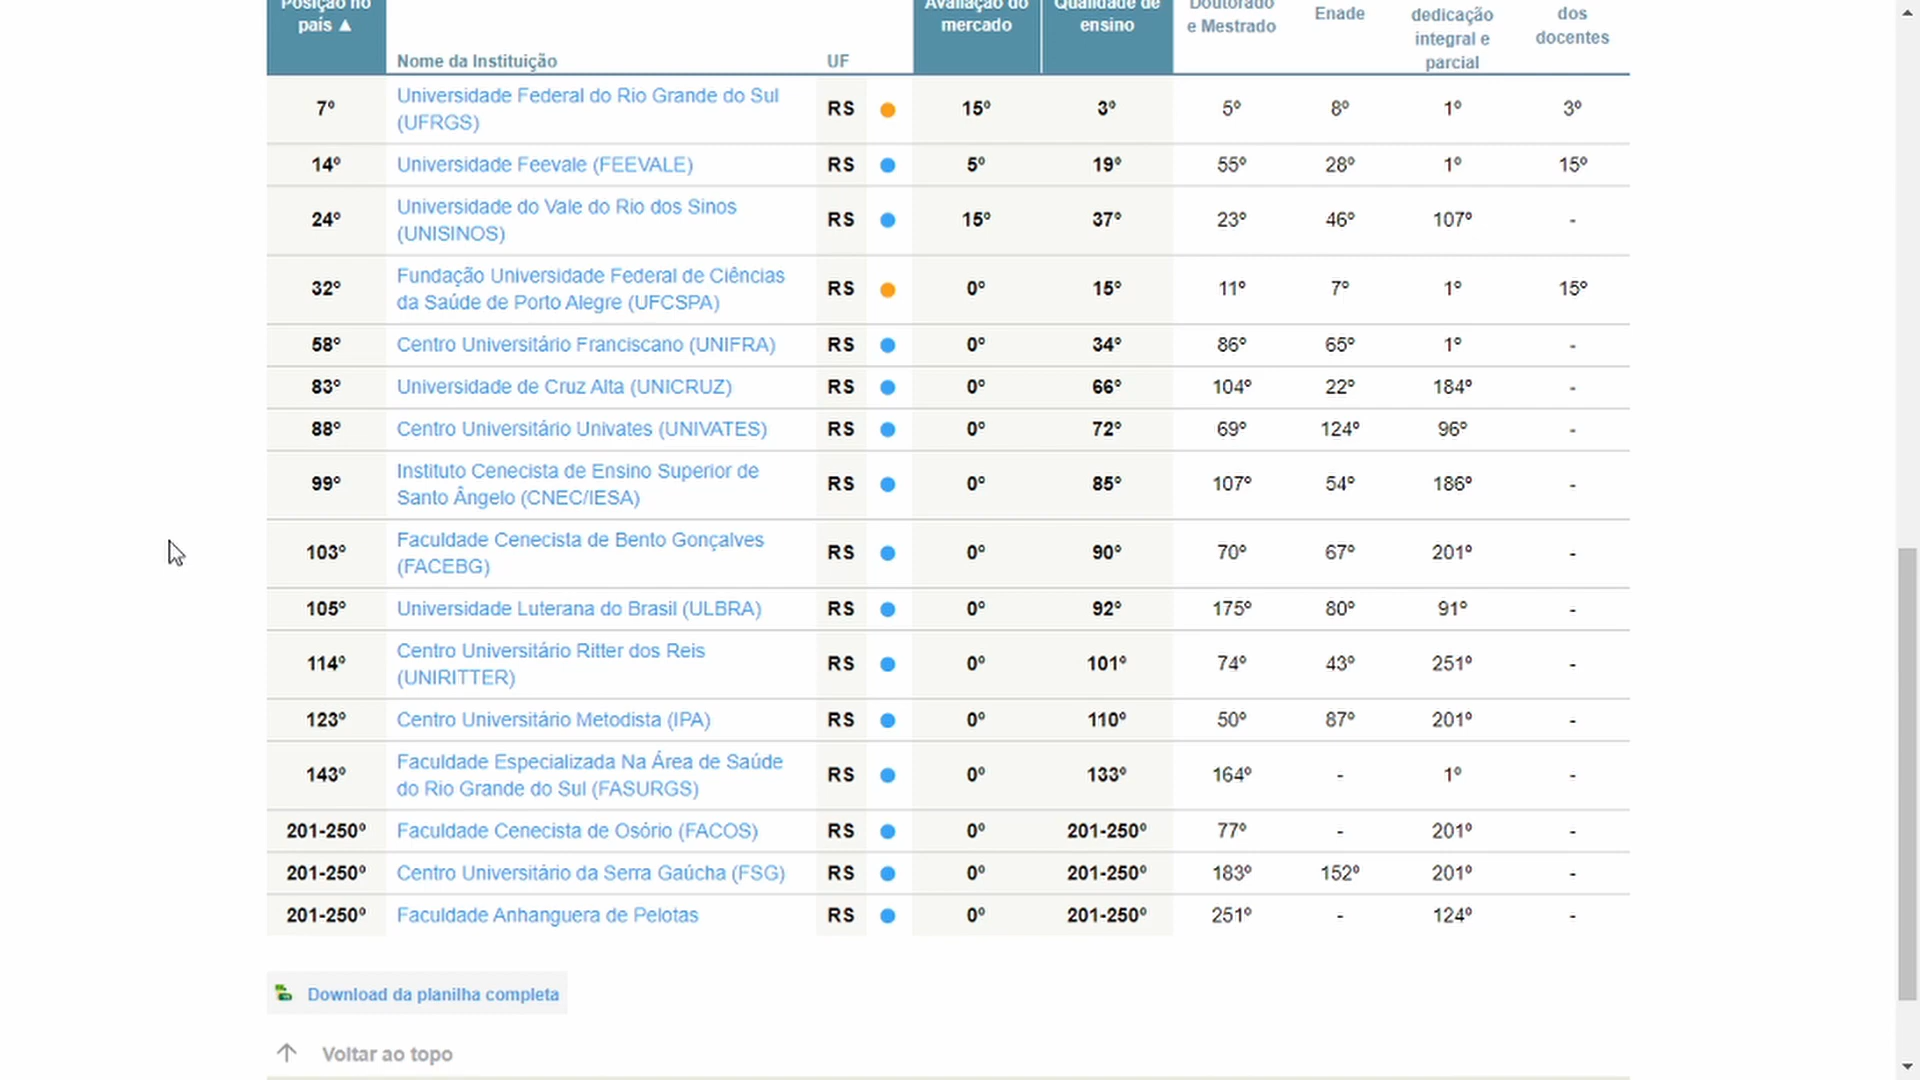 Posição no
país ▲
Nome da Instituição
UF
Avaliação do
mercado
Qualidade de
ensino
Doutorado
e Mestrado
Enade
dedicação
integral e
parcial
dos
docentes
7º Universidade Federal do Rio Grande do Sul
(UFRGS) RS 15º 3º 5º 8º 1º 3º
14º Universidade Feevale (FEEVALE) RS 5º 19º 55º 28º 1º 15º
24º Universidade do Vale do Rio dos Sinos
(UNISINOS) RS 15º 37º 23º 46º 107º -
32º Fundação Universidade Federal de Ciências
da Saúde de Porto Alegre (UFCSPA) RS 0º 15º 11º 7º 1º 15º
58º Centro Universitário Franciscano (UNIFRA) RS 0º 34º 86º 65º 1º -
83º Universidade de Cruz Alta (UNICRUZ) RS 0º 66º 104º 22º 184º -
88º Centro Universitário Univates (UNIVATES) RS 0º 72º 69º 124º 96º -
99º Instituto Cenecista de Ensino Superior de
Santo Ângelo (CNEC/IESA) RS 0º 85º 107º 54º 186º -
103º Faculdade Cenecista de Bento Gonçalves
(FACEBG) RS 0º 90º 70º 67º 201º -
105º Universidade Luterana do Brasil (ULBRA) RS 0º 92º 175º 80º 91º -
114º Centro Universitário Ritter dos Reis
(UNIRITTER) RS 0º 101º 74º 43º 251º -
123º Centro Universitário Metodista (IPA) RS 0º 110º 50º 87º 201º -
143º Faculdade Especializada Na Área de Saúde
do Rio Grande do Sul (FASURGS) RS 0º 133º 164º - 1º -
201-250º Faculdade Cenecista de Osório (FACOS) RS 0º 201-250º 77º - 201º -
201-250º Centro Universitário da Serra Gaúcha (FSG) RS 0º 201-250º 183º 152º 201º -
201-250º Faculdade Anhanguera de Pelotas RS 0º 201-250º 251º - 124º -
Download da planilha completa
Voltar ao topo